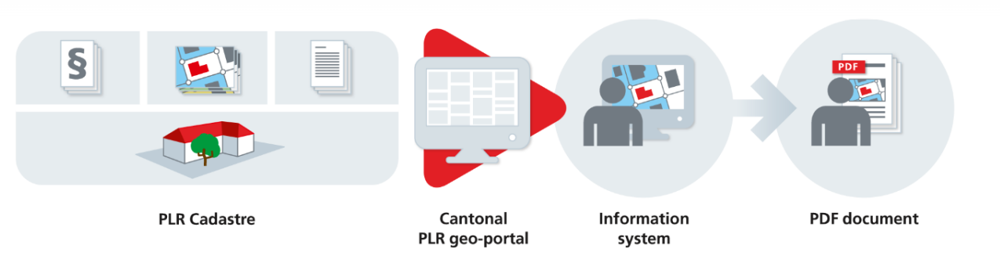 §
PDF
PLR Cadastre
Cantonal
PLR geo-portal
Information
system
PDF document